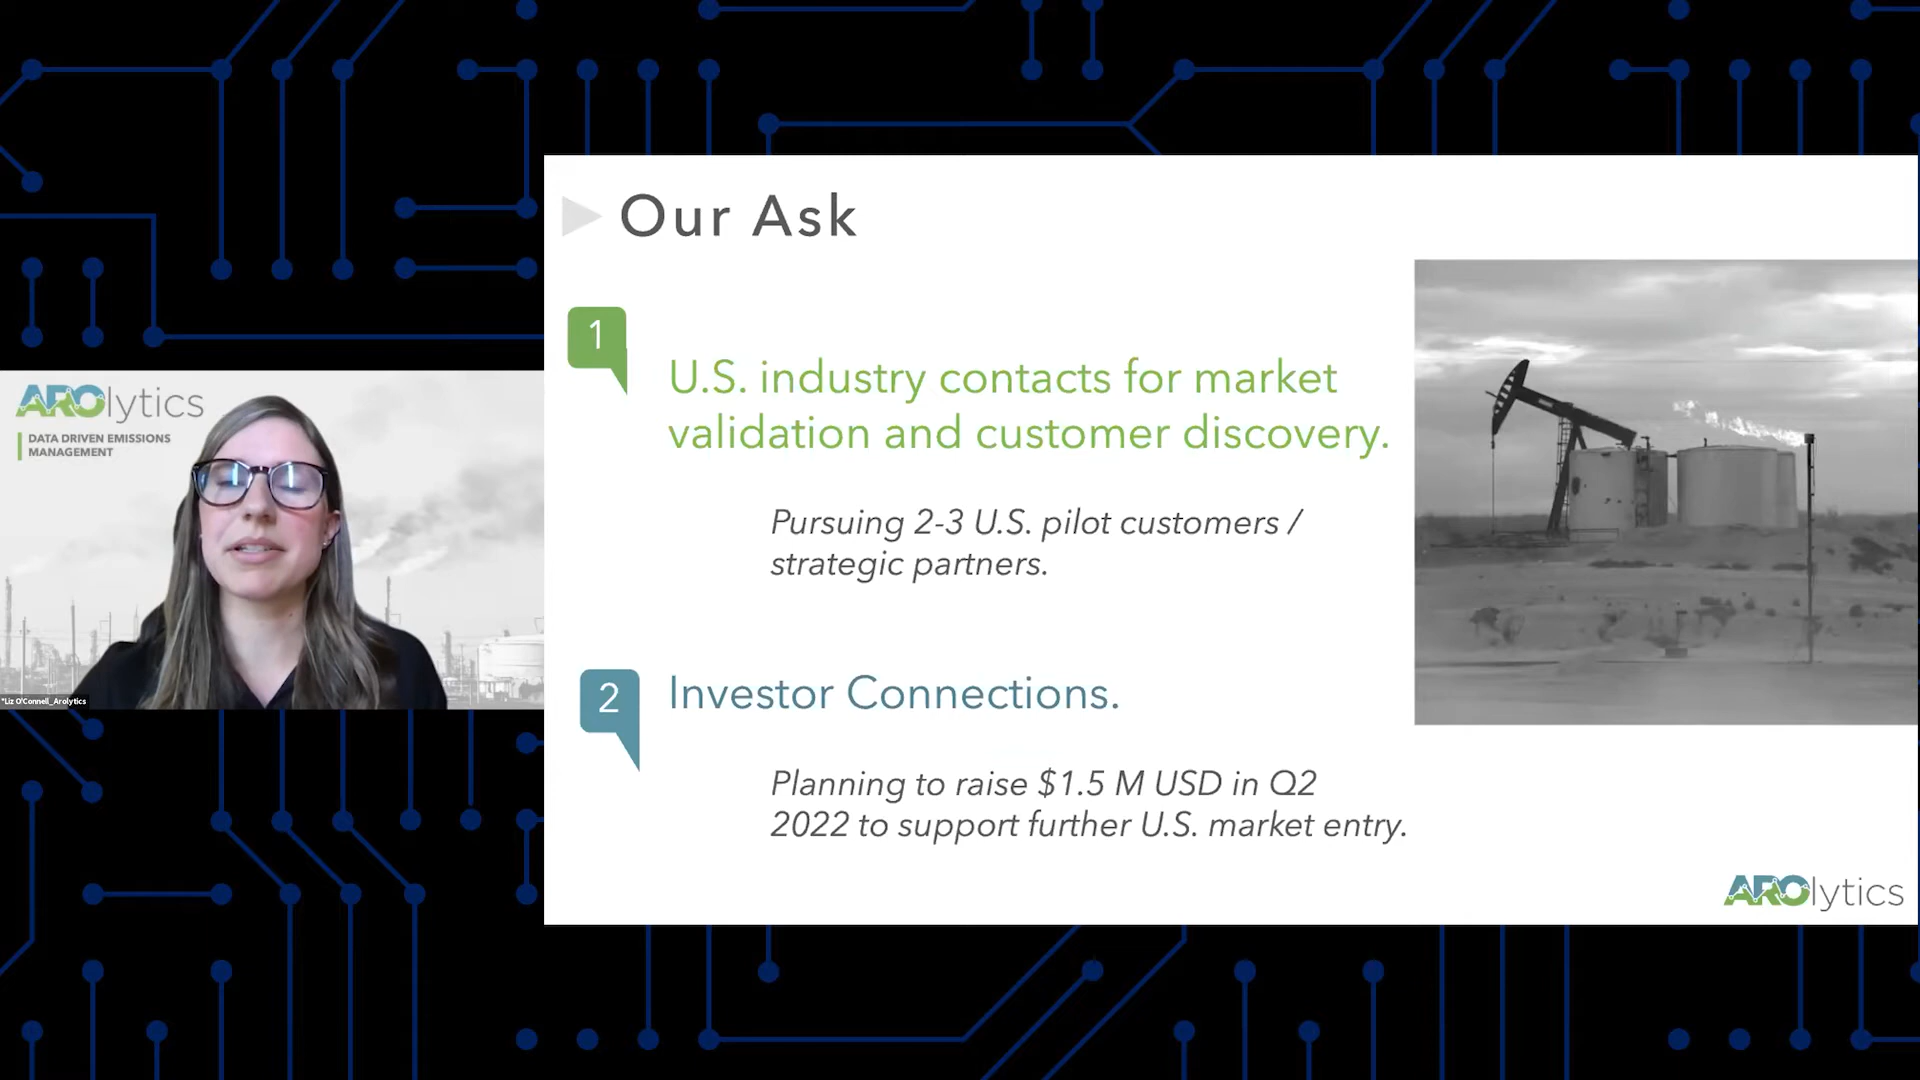 Our Ask
1
U.S. industry contacts for market
validation and customer discovery.
Pursuing 2-3 U.S. pilot customers /
strategic partners.
2
Investor Connections.
Planning to raise $1.5 M USD in Q2
2022 to support further U.S. market entry.
AROlytics
AROlytics
DATA DRIVEN EMISSIONS
MANAGEMENT
*Liz O'Connell_Arolytics